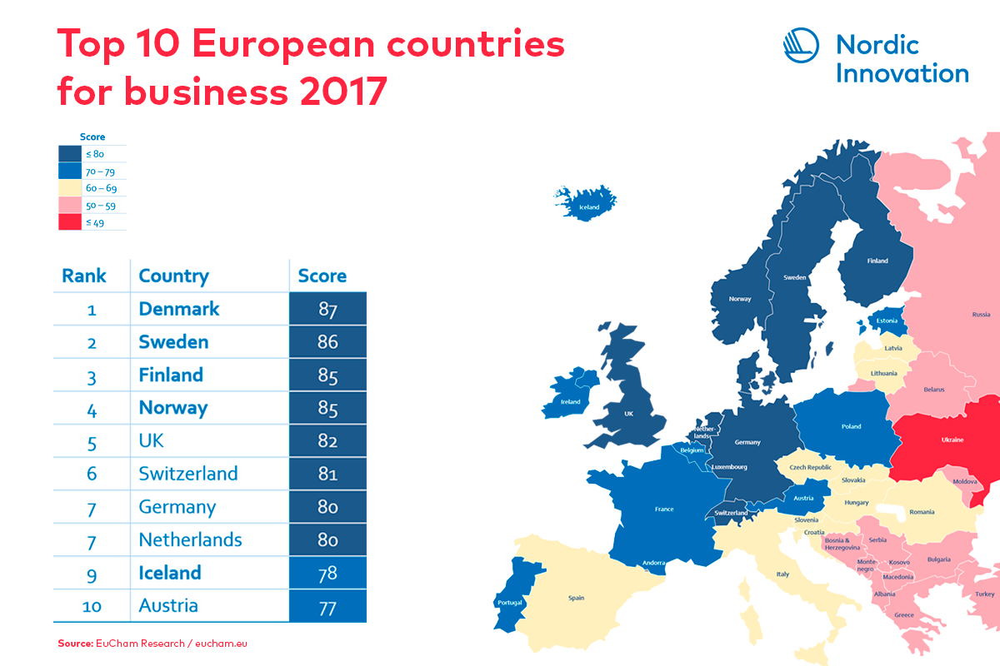 Top 10 European countries
for business 2017
Nordic
Innovation
Score
≤ 80
70 – 79
60 – 69
50 – 59
≤ 49
Rank Country Score
1 Denmark 87
2 Sweden 86
3 Finland 85
4 Norway 85
5 UK 82
6 Switzerland 81
7 Germany 80
7 Netherlands 80
9 Iceland 78
10 Austria 77
Source: EuCham Research / eucham.eu
Iceland
Finland
Sweden
Norway
Russia
Estonia
Latvia
Lithuania
Belarus
Ireland
UK
Nether-
lands
Germany
Poland
Ukraine
Belgium
Luxembourg
Czech Republic
Slovakia
Moldova
France
Switzerland
Austria
Hungary
Romania
Slovenia
Croatia
Bosnia &
Herzegovina
Serbia
Andorra
Monte
negro
Kosovo
Bulgaria
Italy
Macedonia
Portugal
Spain
Albania
Turkey
Greece